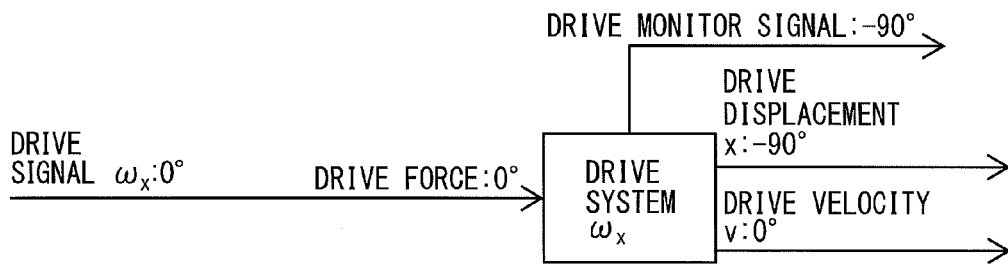 DRIVE MONITOR SIGNAL:-90°
DRIVE
DISPLACEMENT
x:-90°
DRIVE
SIGNAL ωx:0°
DRIVE FORCE:0°
DRIVE
SYSTEM
ωx
DRIVE VELOCITY
v:0°